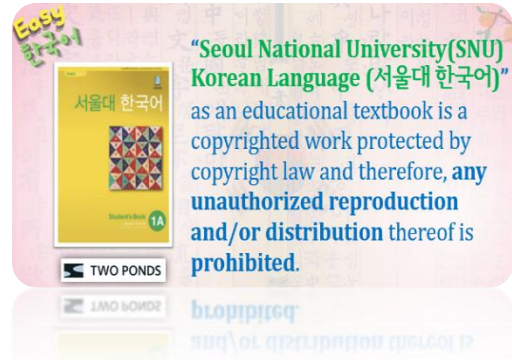 Easy
한국어
서울대 한국어
Student's Book 1A
TWO PONDS
“Seoul National University(SNU)
Korean Language (서울대 한국어)”
as an educational textbook is a
copyrighted work protected by
copyright law and therefore, any
unauthorized reproduction
and/or distribution thereof is
prohibited.